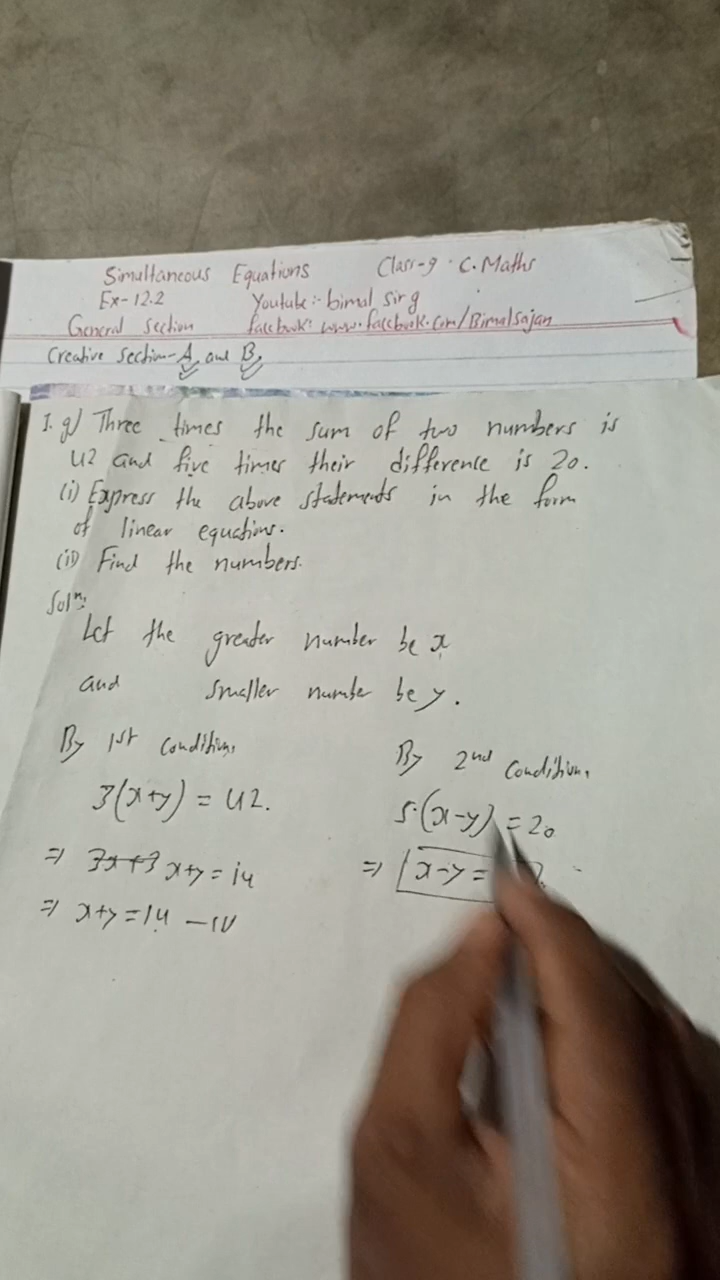 Simultaneous Equations Class-9 C. Maths
Ex-12.2 Youtube:- bimal sir g
General section facebook: www.facebook.com/Bimalsajan
Creative section-A and B
1. g) Three times the sum of two numbers is
42 and five times their difference is 20.
(i) Express the above statements in the form
of linear equations.
(ii) Find the numbers.
Solⁿ:
Let the greater number be x
and smaller number be y.
By 1st condition,
3(x+y) = 42.
⇒ x+y = 14
⇒ x+y = 14
By 2nd condition,
5.(x-y) = 20
⇒ x-y =